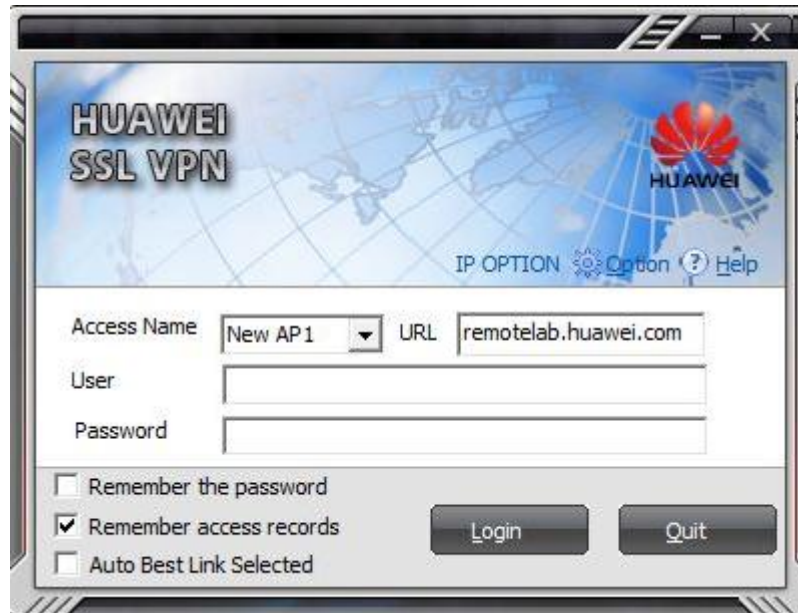 HUAWEI
SSL VPN
HUAWEI
IP OPTION Option ? Help
Access Name New AP1 URL remotelab.huawei.com
User
Password
Remember the password
Remember access records
Auto Best Link Selected
Login Quit